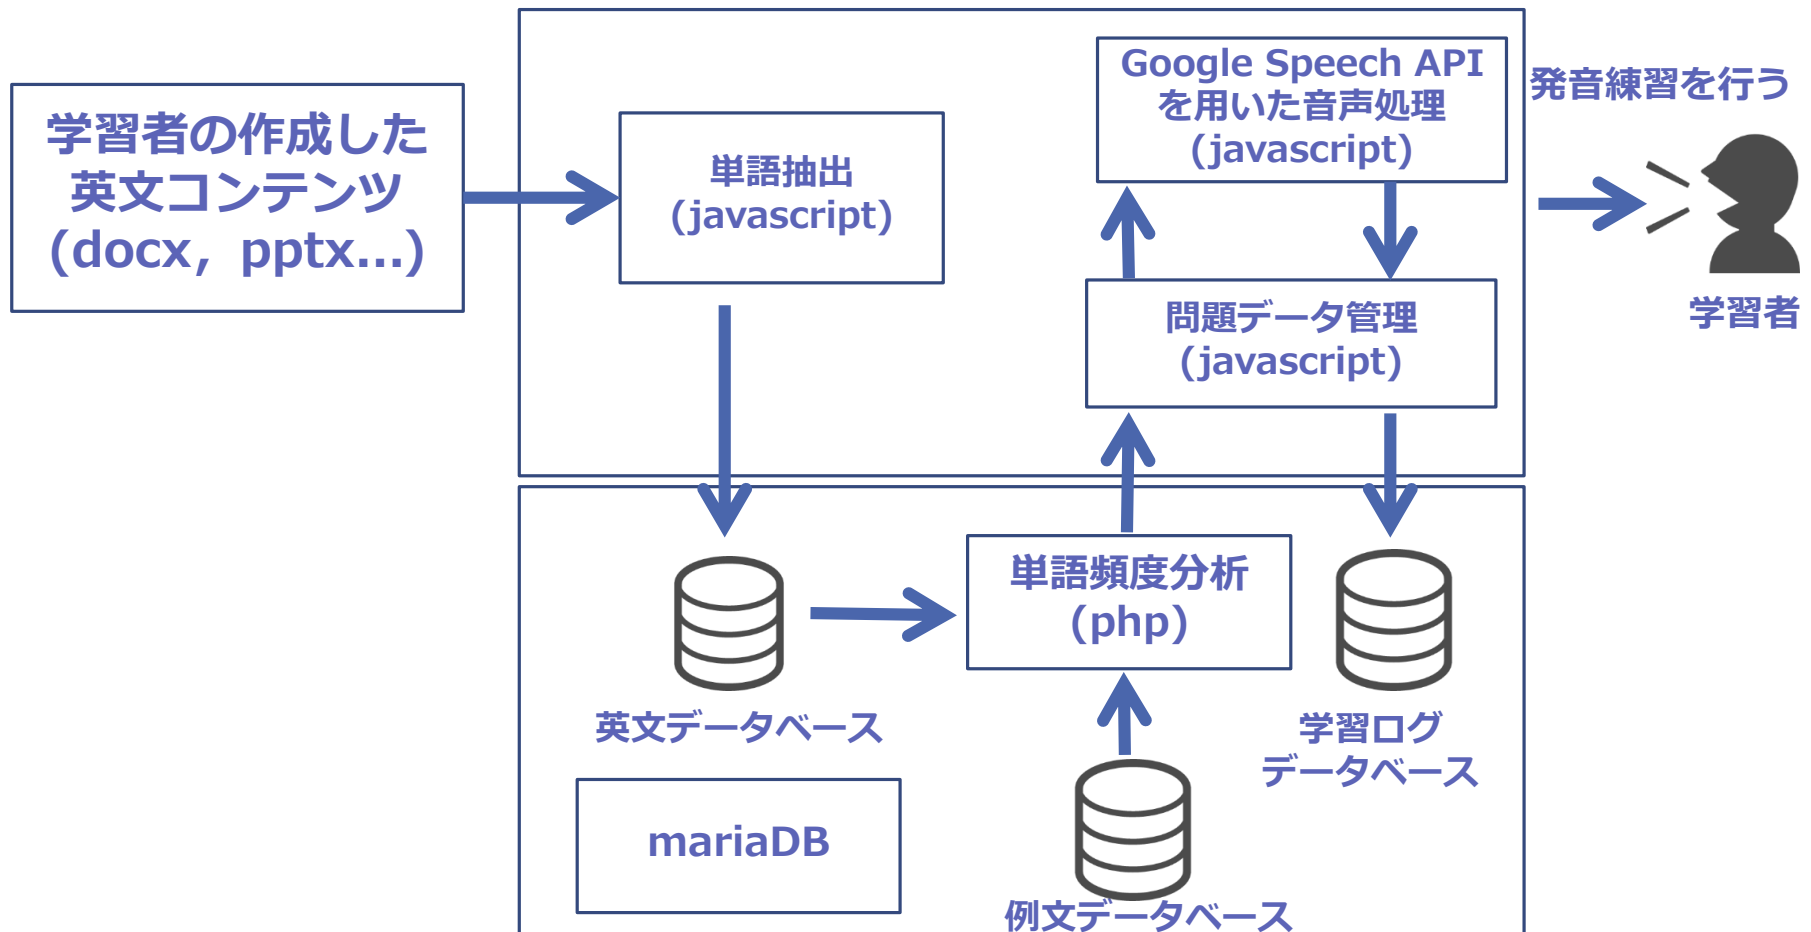 学習者の作成した
英文コンテンツ
(docx，pptx…)
単語抽出
(javascript)
Google Speech API
を用いた音声処理
(javascript)
発音練習を行う
学習者
問題データ管理
(javascript)
単語頻度分析
(php)
英文データベース
学習ログ
データベース
mariaDB
例文データベース